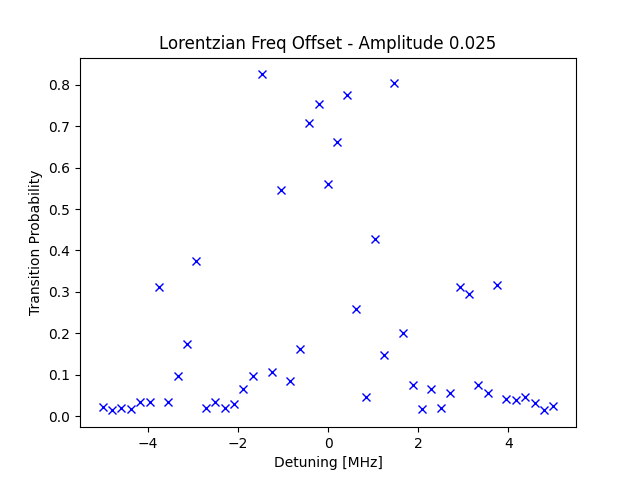 Lorentzian Freq Offset - Amplitude 0.025
Transition Probability
0.8
0.7
0.6
0.5
0.4
0.3
0.2
0.1
0.0
−4 −2 0 2 4
Detuning [MHz]